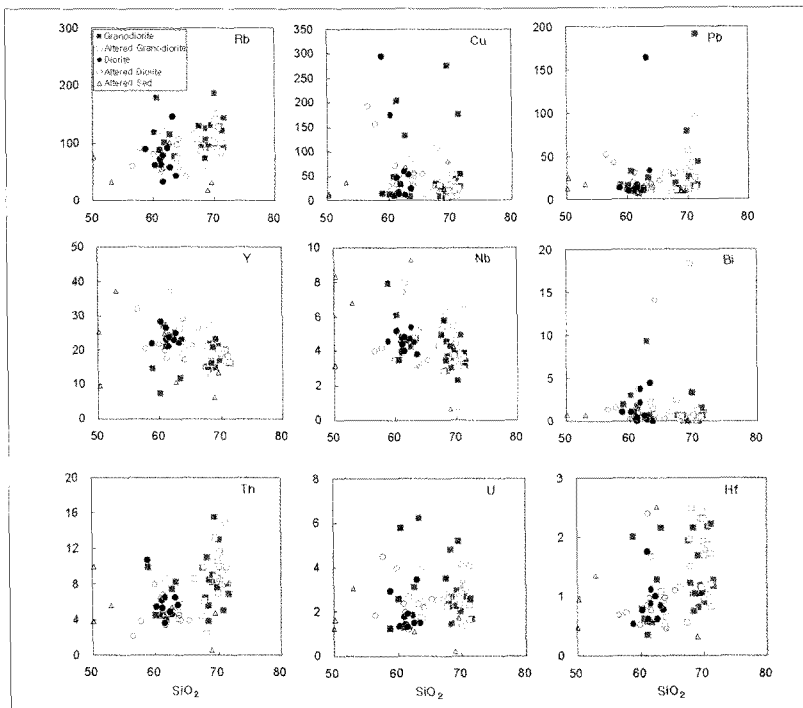 300
Granodiorite
Altered Granodiorite
Diorite
Altered Diorite
Altered Sed
Rb
200
100
0
50 60 70 80
350
Cu
300
250
200
150
100
50
0
50 60 70 80
200
Pb
150
100
50
0
50 60 70 80
50
Y
40
30
20
10
0
50 60 70 80
10
Nb
8
6
4
2
0
50 60 70 80
20
Bi
15
10
5
0
50 60 70 80
20
Th
16
12
8
4
0
50 60 70 80
SiO2
8
U
6
4
2
0
50 60 70 80
SiO2
3
Hf
2
1
0
50 60 70 80
SiO2